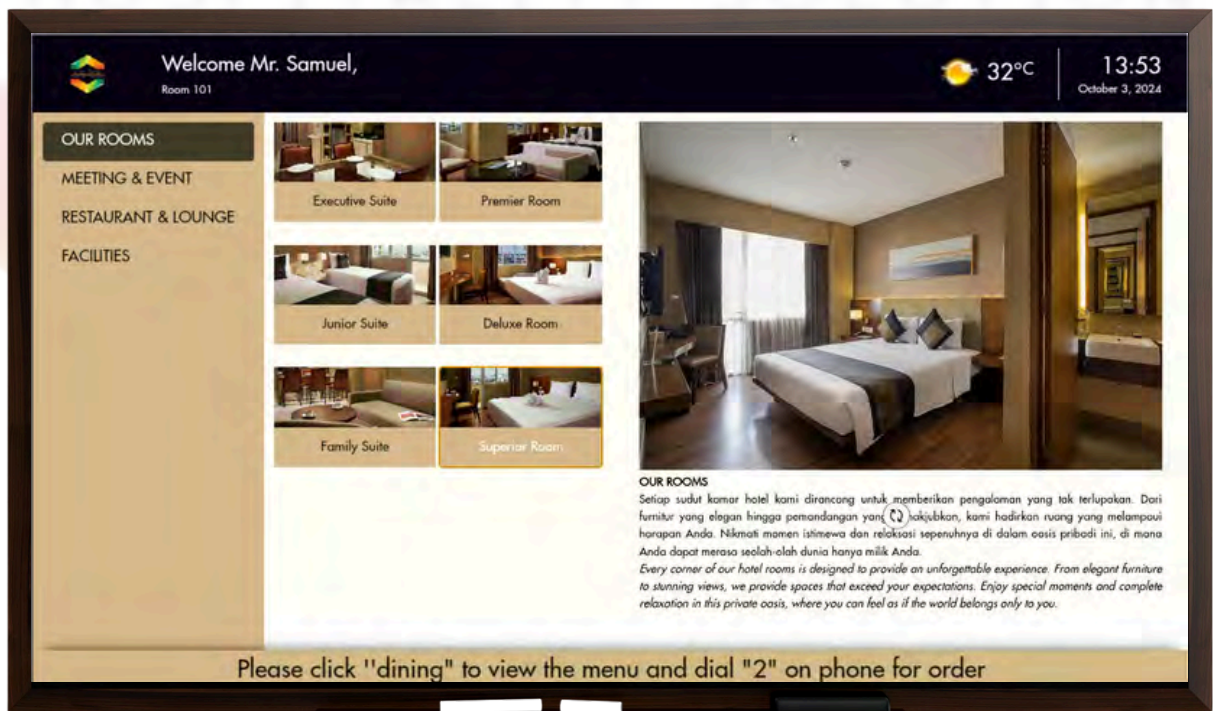 Welcome Mr. Samuel,
Room 101
32°C
13:53
October 3, 2024
OUR ROOMS
MEETING & EVENT
RESTAURANT & LOUNGE
FACILITIES
Executive Suite
Premier Room
Junior Suite
Deluxe Room
Family Suite
Superior Room
OUR ROOMS
Setiap sudut kamar hotel kami dirancang untuk memberikan pengalaman yang tak terlupakan. Dari
furnitur yang elegan hingga pemandangan yang akjubkan, kami hadirkan ruang yang melampaui
harapan Anda. Nikmati momen istimewa dan relaksasi sepenuhnya di dalam oasis pribadi ini, di mana
Anda dapat merasa seolah-olah dunia hanya milik Anda.
Every corner of our hotel rooms is designed to provide an unforgettable experience. From elegant furniture
to stunning views, we provide spaces that exceed your expectations. Enjoy special moments and complete
relaxation in this private oasis, where you can feel as if the world belongs only to you.
Please click ''dining" to view the menu and dial "2" on phone for order